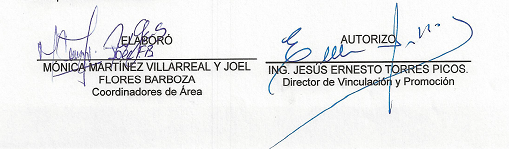 ELABORÓ
MÓNICA MARTÍNEZ VILLARREAL Y JOEL
FLORES BARBOZA
Coordinadores de Área
AUTORIZO
ING. JESÚS ERNESTO TORRES PICOS.
Director de Vinculación y Promoción